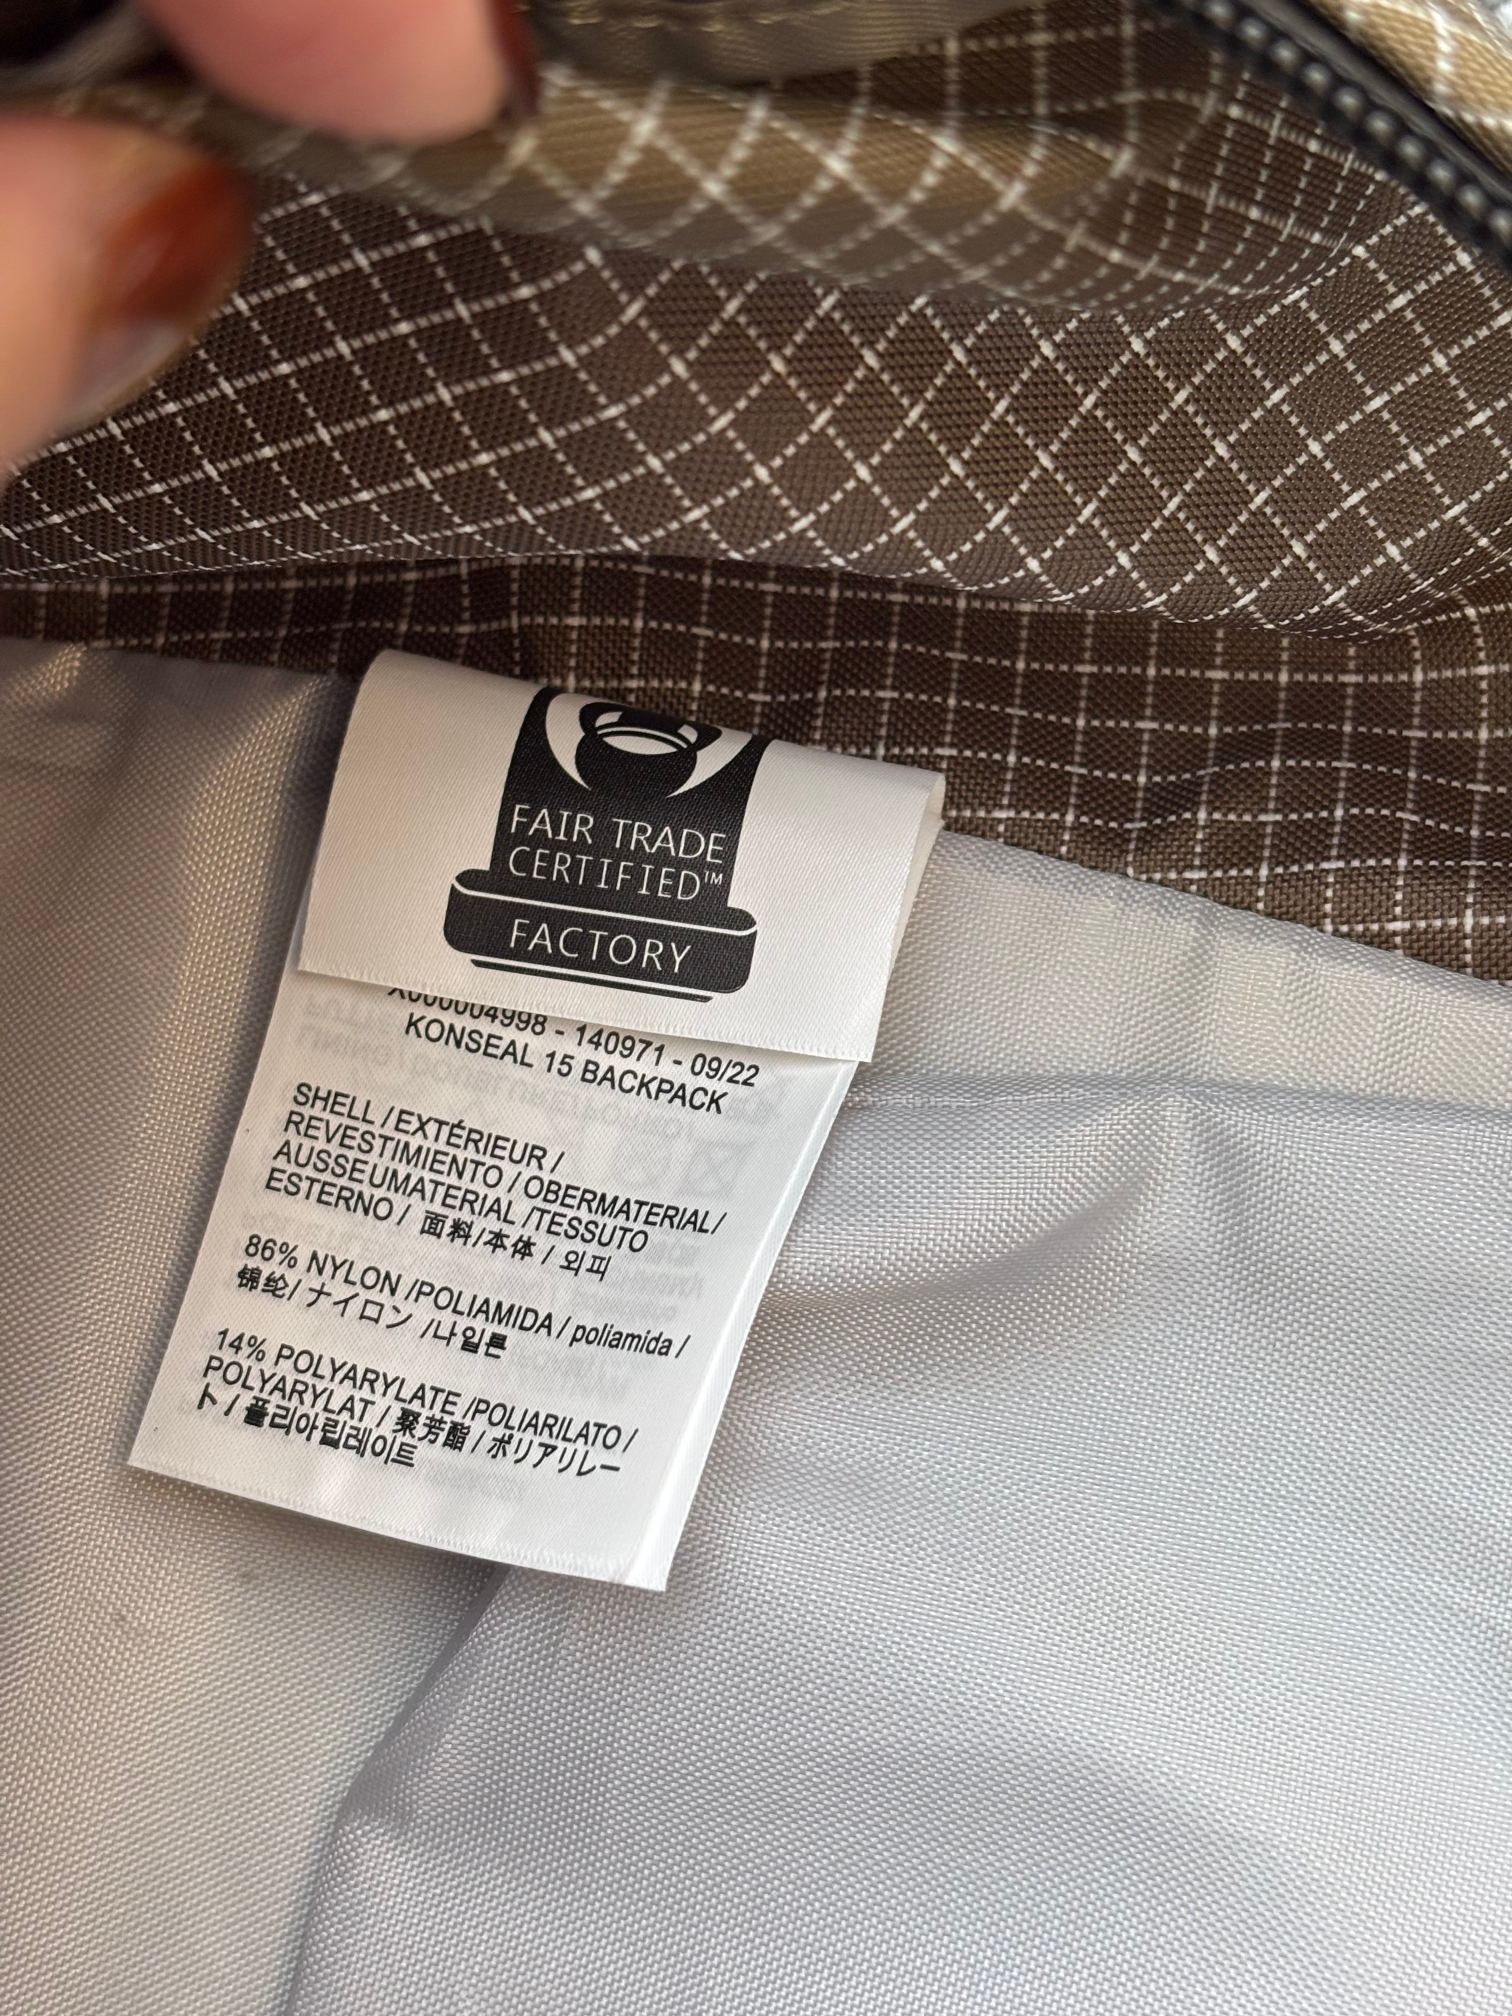 FAIR TRADE
CERTIFIED™
FACTORY
X000004998 - 140971 - 09/22
KONSEAL 15 BACKPACK
SHELL /EXTÉRIEUR /
REVESTIMIENTO / OBERMATERIAL/
AUSSEUMATERIAL /TESSUTO
ESTERNO / 面料/本体 / 외피
86% NYLON /POLIAMIDA / poliamida /
锦纶/ ナイロン /나일론
14% POLYARYLATE /POLIARILATO /
POLYARYLAT / 聚芳酯 / ポリアリレー
ト / 폴리아릴레이트